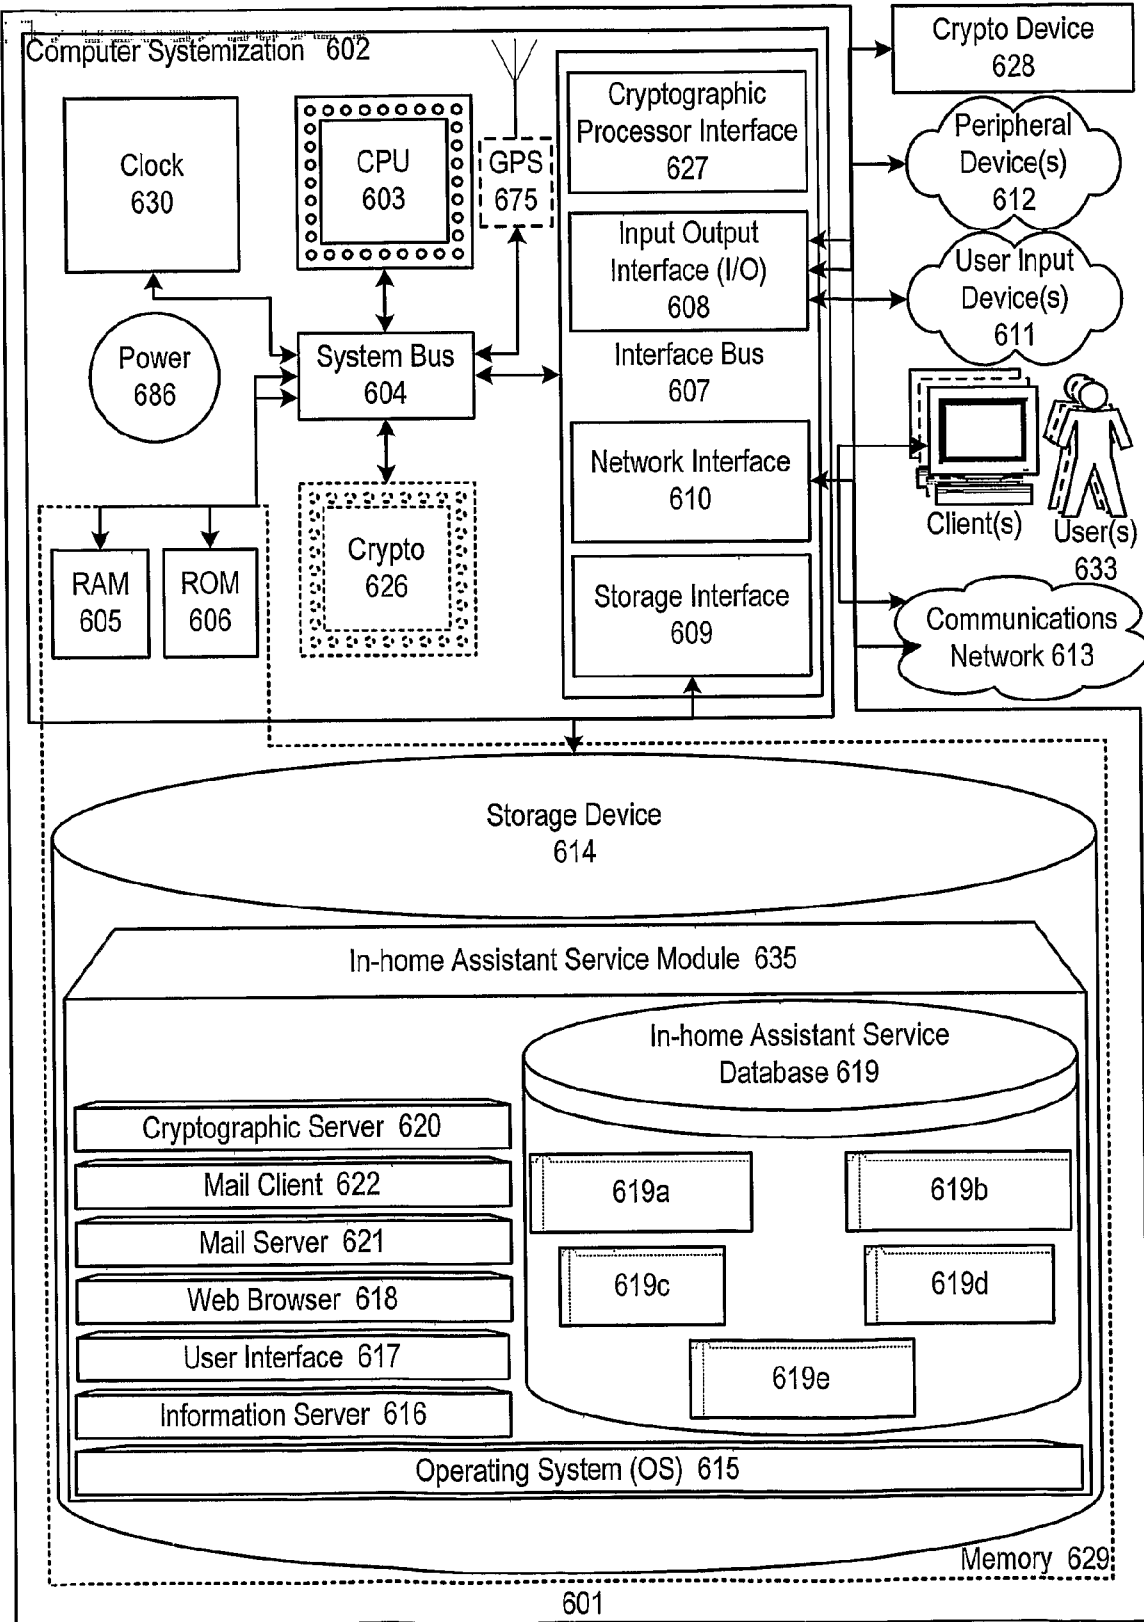 Computer Systemization 602
Clock
630
CPU
603
GPS
675
Power
686
System Bus
604
RAM
605
ROM
606
Crypto
626
Cryptographic
Processor Interface
627
Input Output
Interface (I/O)
608
Interface Bus
607
Network Interface
610
Storage Interface
609
Crypto Device
628
Peripheral
Device(s)
612
User Input
Device(s)
611
Client(s)
User(s)
633
Communications
Network 613
Storage Device
614
In-home Assistant Service Module 635
In-home Assistant Service
Database 619
619a
619b
619c
619d
619e
Cryptographic Server 620
Mail Client 622
Mail Server 621
Web Browser 618
User Interface 617
Information Server 616
Operating System (OS) 615
Memory 629
601